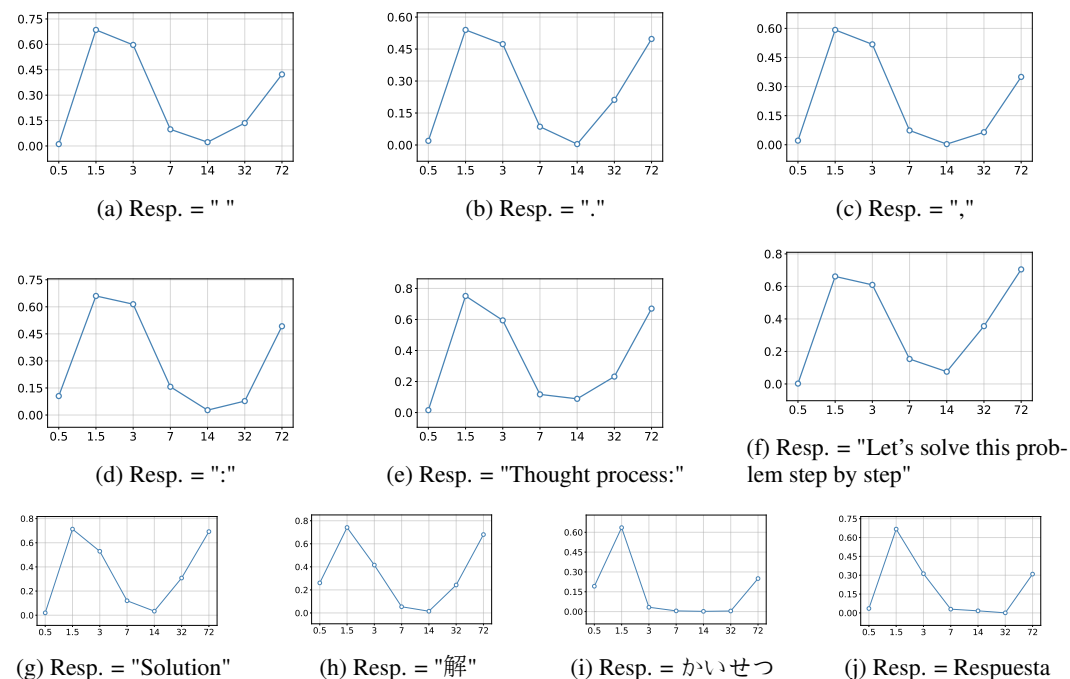 0.75
0.60
0.45
0.30
0.15
0.00
0.5 1.5 3 7 14 32 72
(a) Resp. = " "
0.60
0.45
0.30
0.15
0.00
0.5 1.5 3 7 14 32 72
(b) Resp. = "."
0.60
0.45
0.30
0.15
0.00
0.5 1.5 3 7 14 32 72
(c) Resp. = ","
0.75
0.60
0.45
0.30
0.15
0.00
0.5 1.5 3 7 14 32 72
(d) Resp. = ":"
0.8
0.6
0.4
0.2
0.0
0.5 1.5 3 7 14 32 72
(e) Resp. = "Thought process:"
0.8
0.6
0.4
0.2
0.0
0.5 1.5 3 7 14 32 72
(f) Resp. = "Let's solve this prob-
lem step by step"
0.8
0.6
0.4
0.2
0.0
0.5 1.5 3 7 14 32 72
(g) Resp. = "Solution"
0.8
0.6
0.4
0.2
0.0
0.5 1.5 3 7 14 32 72
(h) Resp. = "解"
0.60
0.45
0.30
0.15
0.00
0.5 1.5 3 7 14 32 72
(i) Resp. = かいせつ
0.75
0.60
0.45
0.30
0.15
0.00
0.5 1.5 3 7 14 32 72
(j) Resp. = Respuesta